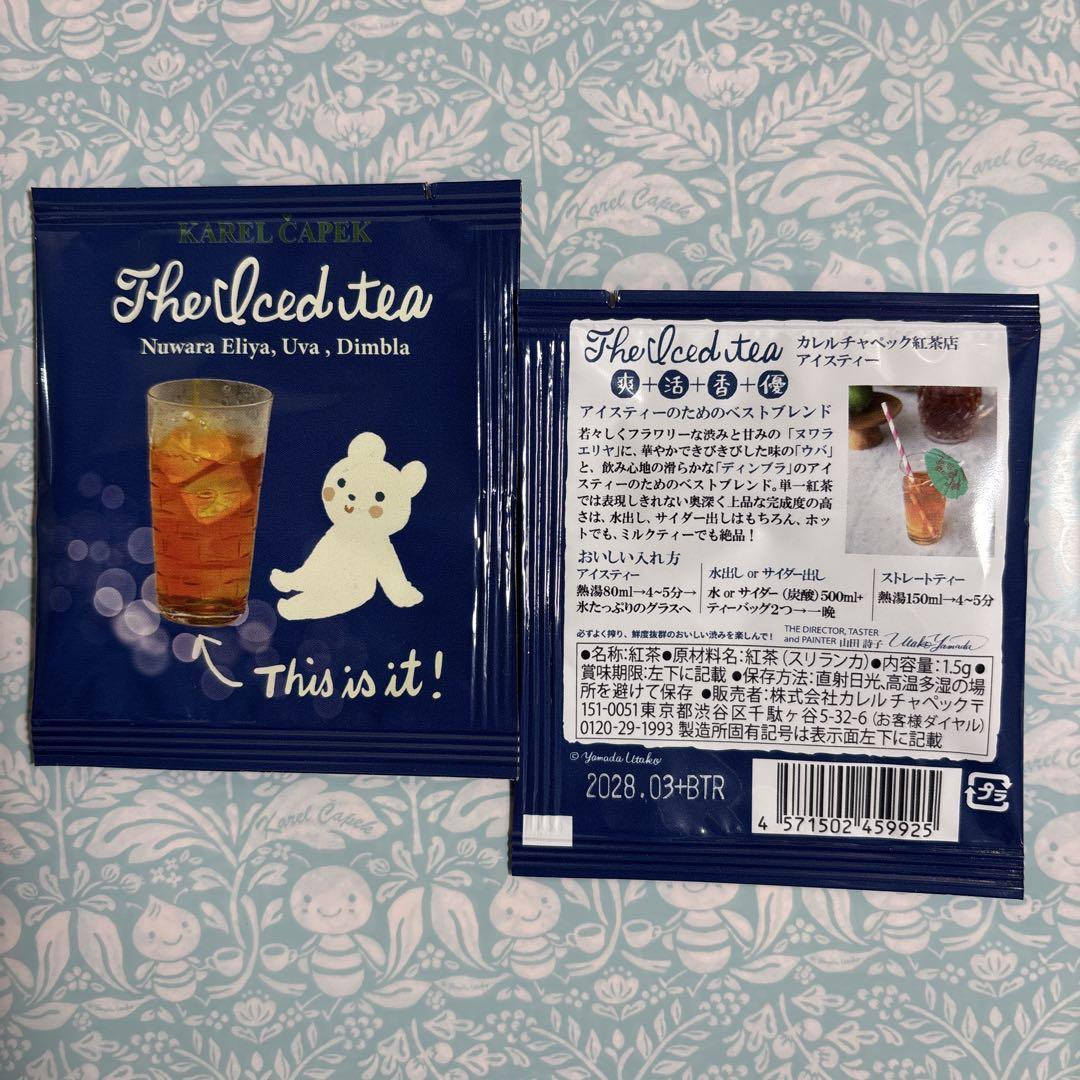 KAREL ČAPEK
The Iced tea
Nuwara Eliya, Uva , Dimbla
This is it!
The Iced tea
カレルチャペック紅茶店
アイスティー
爽+活+香+優
アイスティーのためのベストブレンド
若々しくフラワリーな渋みと甘みの「ヌワラ
エリヤ」に、華やかできびきびした味の「ウバ」
と、飲み心地の滑らかな「ディンブラ」のアイ
スティーのためのベストブレンド。単一紅茶
では表現しきれない奥深く上品な完成度の高
さは、水出し、サイダー出しはもちろん、ホッ
トでも、ミルクティーでも絶品！
おいしい入れ方
アイスティー
熱湯80ml→4~5分→
氷たっぷりのグラスへ
水出し or サイダー出し
水 or サイダー（炭酸）500ml+
ティーバッグ2つ→一晩
ストレートティー
熱湯150ml→4~5分
必ずよく搾り、鮮度抜群のおいしい渋みを楽しんで！
THE DIRECTOR, TASTER
and PAINTER 山田 詩子
Utako Yamada
●名称:紅茶●原材料名:紅茶（スリランカ）●内容量:1.5g●
賞味期限:左下に記載 ●保存方法:直射日光、高温多湿の場
所を避けて保存 ●販売者:株式会社カレルチャペック〒
151-0051東京都渋谷区千駄ヶ谷5-32-6（お客様ダイヤル）
0120-29-1993 製造所固有記号は表示面左下に記載
© Yamada Utako
2028.03+BTR
4 571502 459925
プラ
Karel Čapek
Karel Čapek
Karel Čapek
Karel Čapek